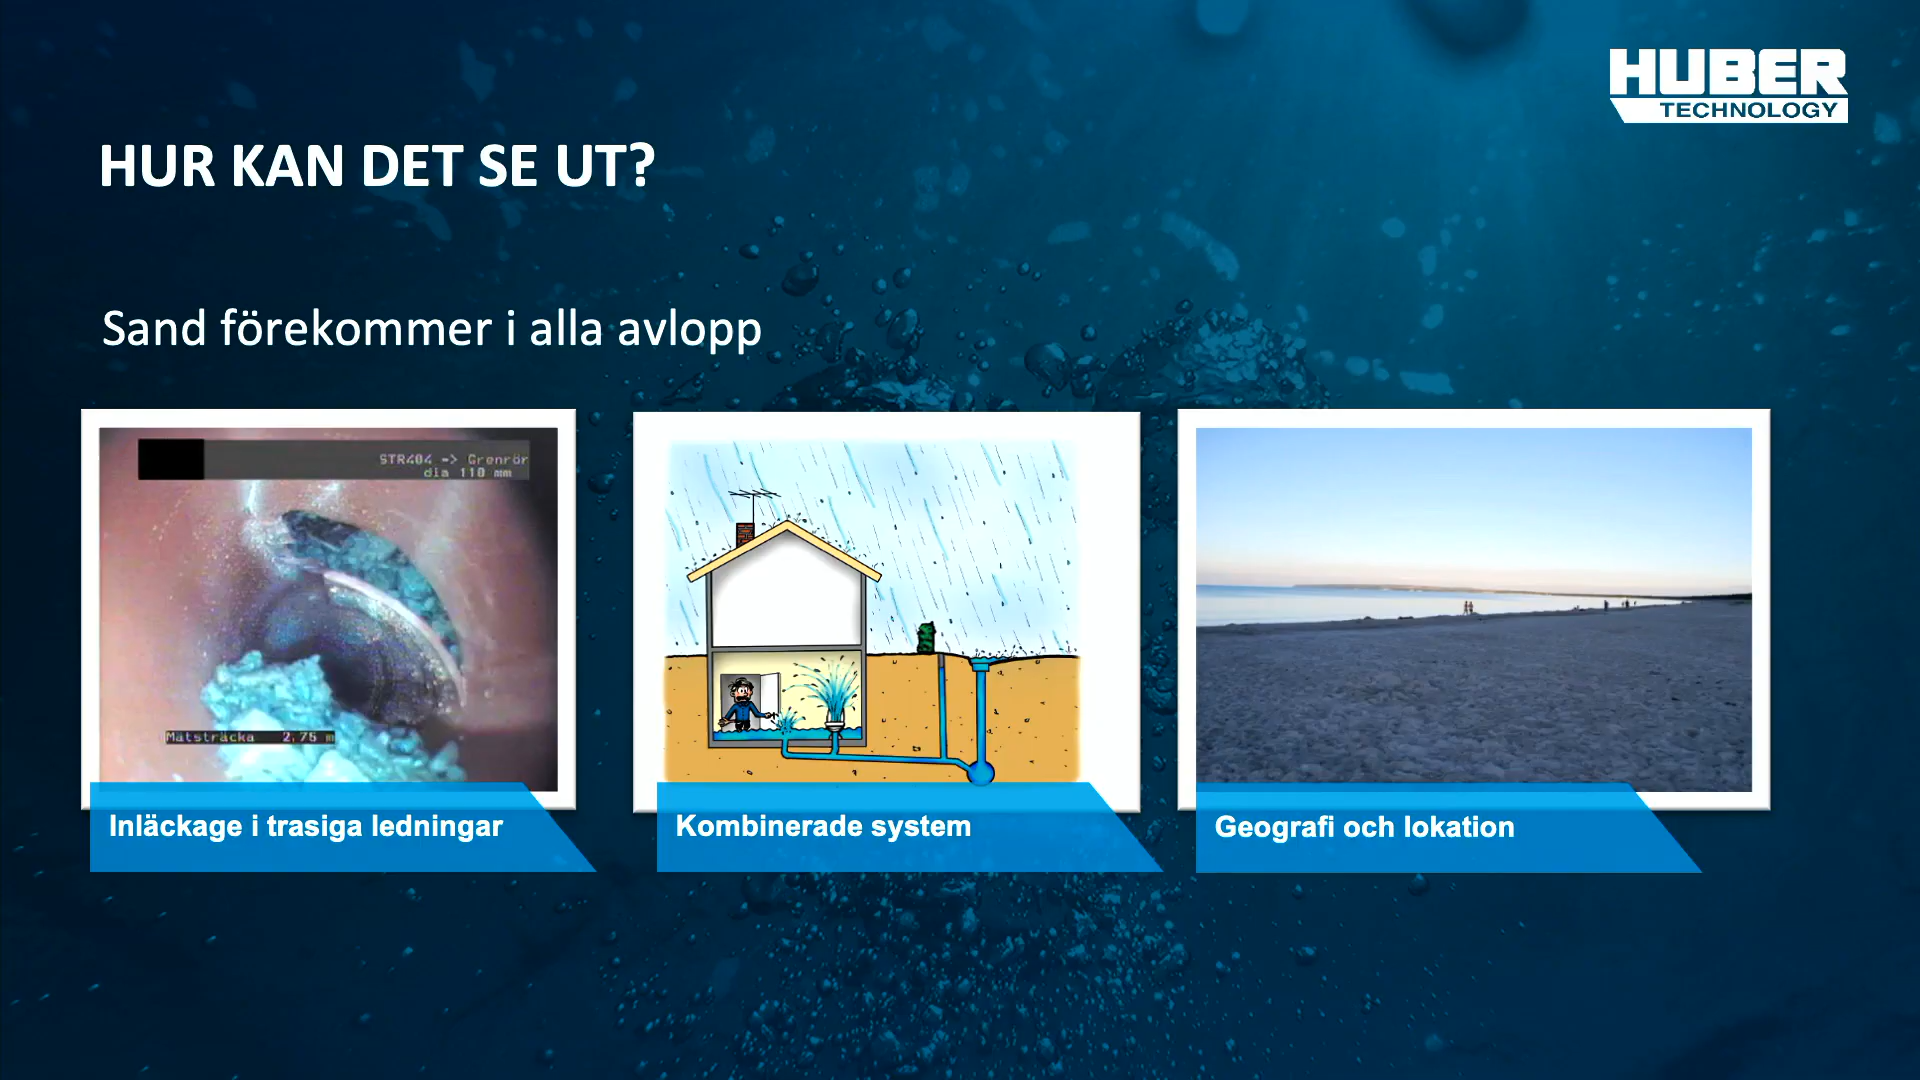 HUBER
TECHNOLOGY
HUR KAN DET SE UT?
Sand förekommer i alla avlopp
STR404 -> Grenrör
dia 110 mm
Mätsträcka 2.75 m
Inläckage i trasiga ledningar
Kombinerade system
Geografi och lokation